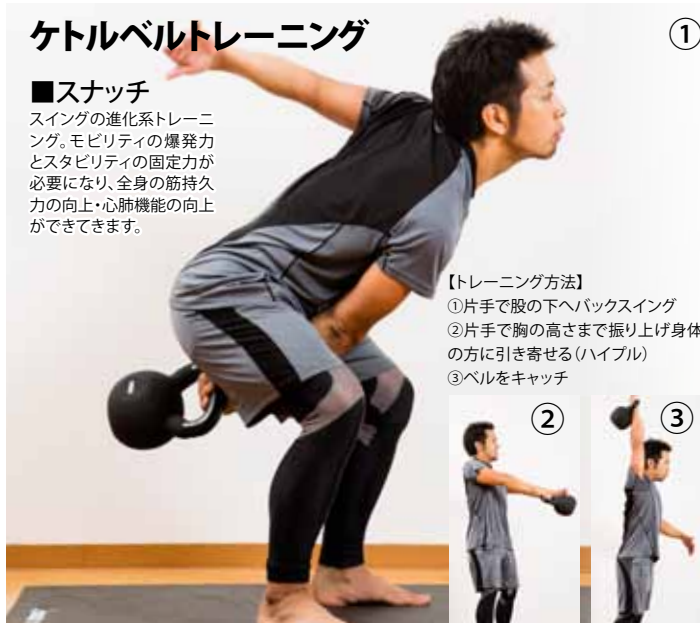 ケトルベルトレーニング
①
■スナッチ
スイングの進化系トレーニ
ング。モビリティの爆発力
とスタビリティの固定力が
必要になり、全身の筋持久
力の向上・心肺機能の向上
ができてきます。
【トレーニング方法】
①片手で股の下へバックスイング
②片手で胸の高さまで振り上げ身体
の方に引き寄せる（ハイプル）
③ベルをキャッチ
②
③